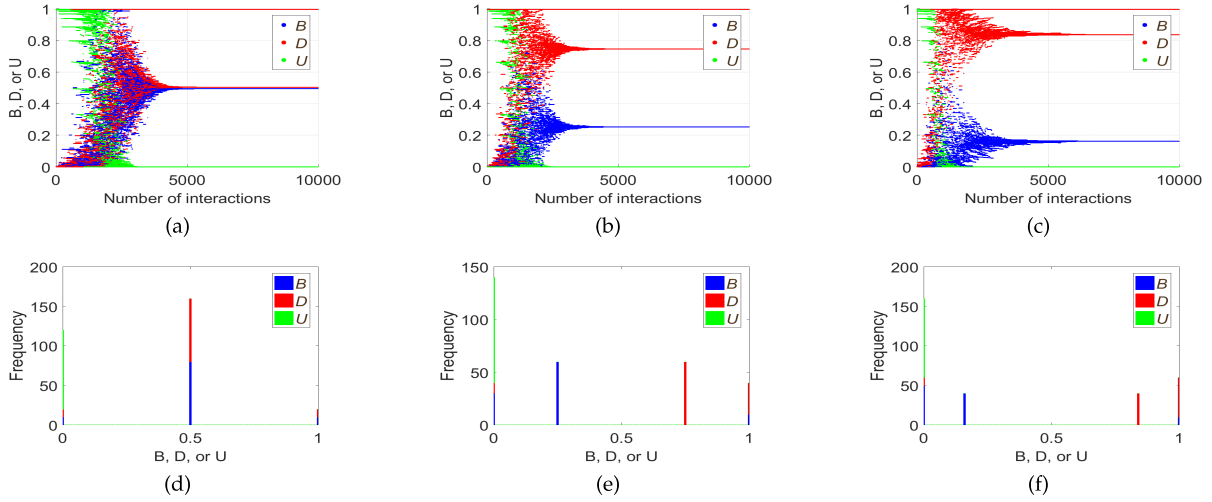 1
0.8
0.6
0.4
0.2
0
B, D, or U
0
5000
10000
Number of interactions
B
D
U
(a)
1
0.8
0.6
0.4
0.2
0
B, D, or U
0
5000
10000
Number of interactions
B
D
U
(b)
1
0.8
0.6
0.4
0.2
0
B, D, or U
0
5000
10000
Number of interactions
B
D
U
(c)
200
150
100
50
0
Frequency
0
0.5
1
B, D, or U
B
D
U
(d)
150
100
50
0
Frequency
0
0.5
1
B, D, or U
B
D
U
(e)
200
150
100
50
0
Frequency
0
0.5
1
B, D, or U
B
D
U
(f)